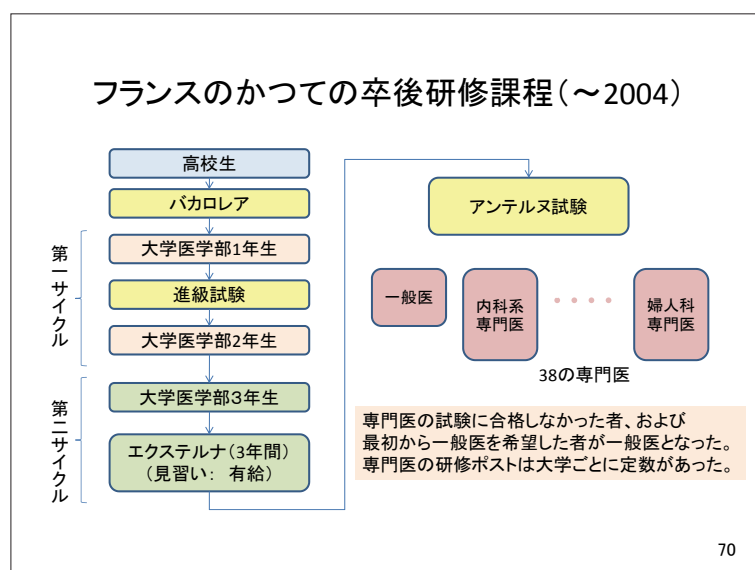 フランスのかつての卒後研修課程(～2004)
高校生
バカロレア
第一サイクル
大学医学部1年生
進級試験
大学医学部2年生
第二サイクル
大学医学部3年生
エクステルナ(3年間)
(見習い: 有給)
アンテルヌ試験
一般医
内科系
専門医
・・・・
婦人科
専門医
38の専門医
専門医の試験に合格しなかった者、および
最初から一般医を希望した者が一般医となった。
専門医の研修ポストは大学ごとに定数があった。
70